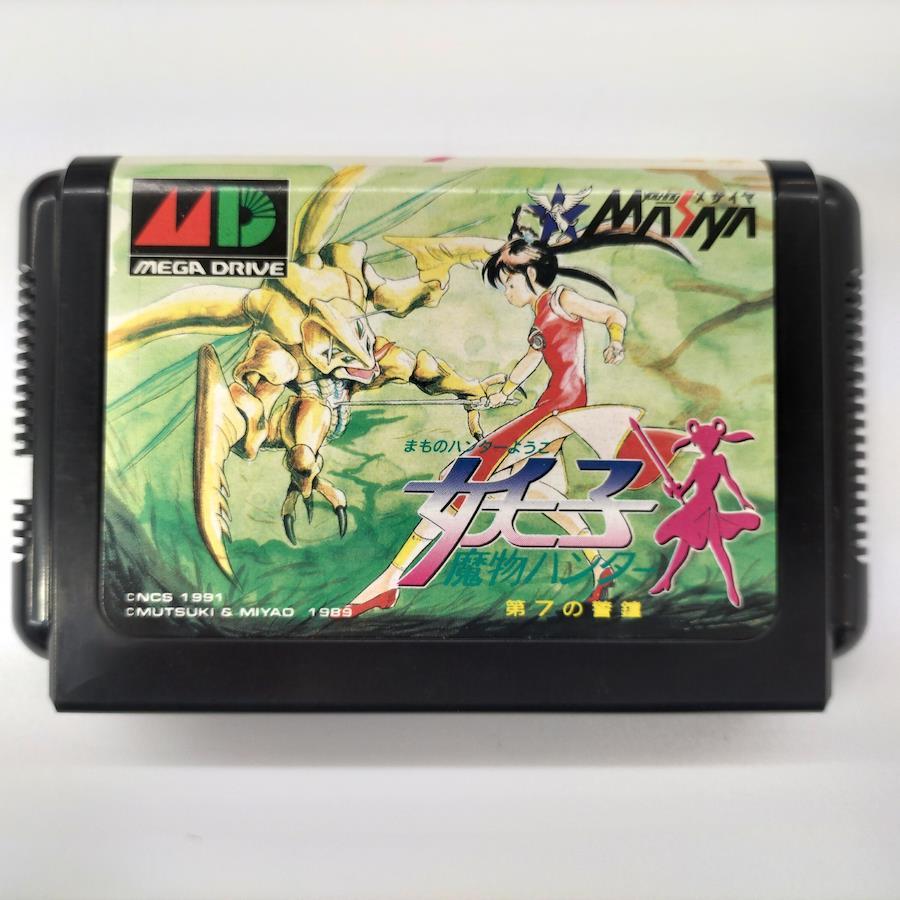 MD
MEGA DRIVE
MASAYA メサイヤ
まものハンターようこ
妖子
魔物ハンター
第7の警鐘
©NCS 1991
©MUTSUKI & MIYAO 1989